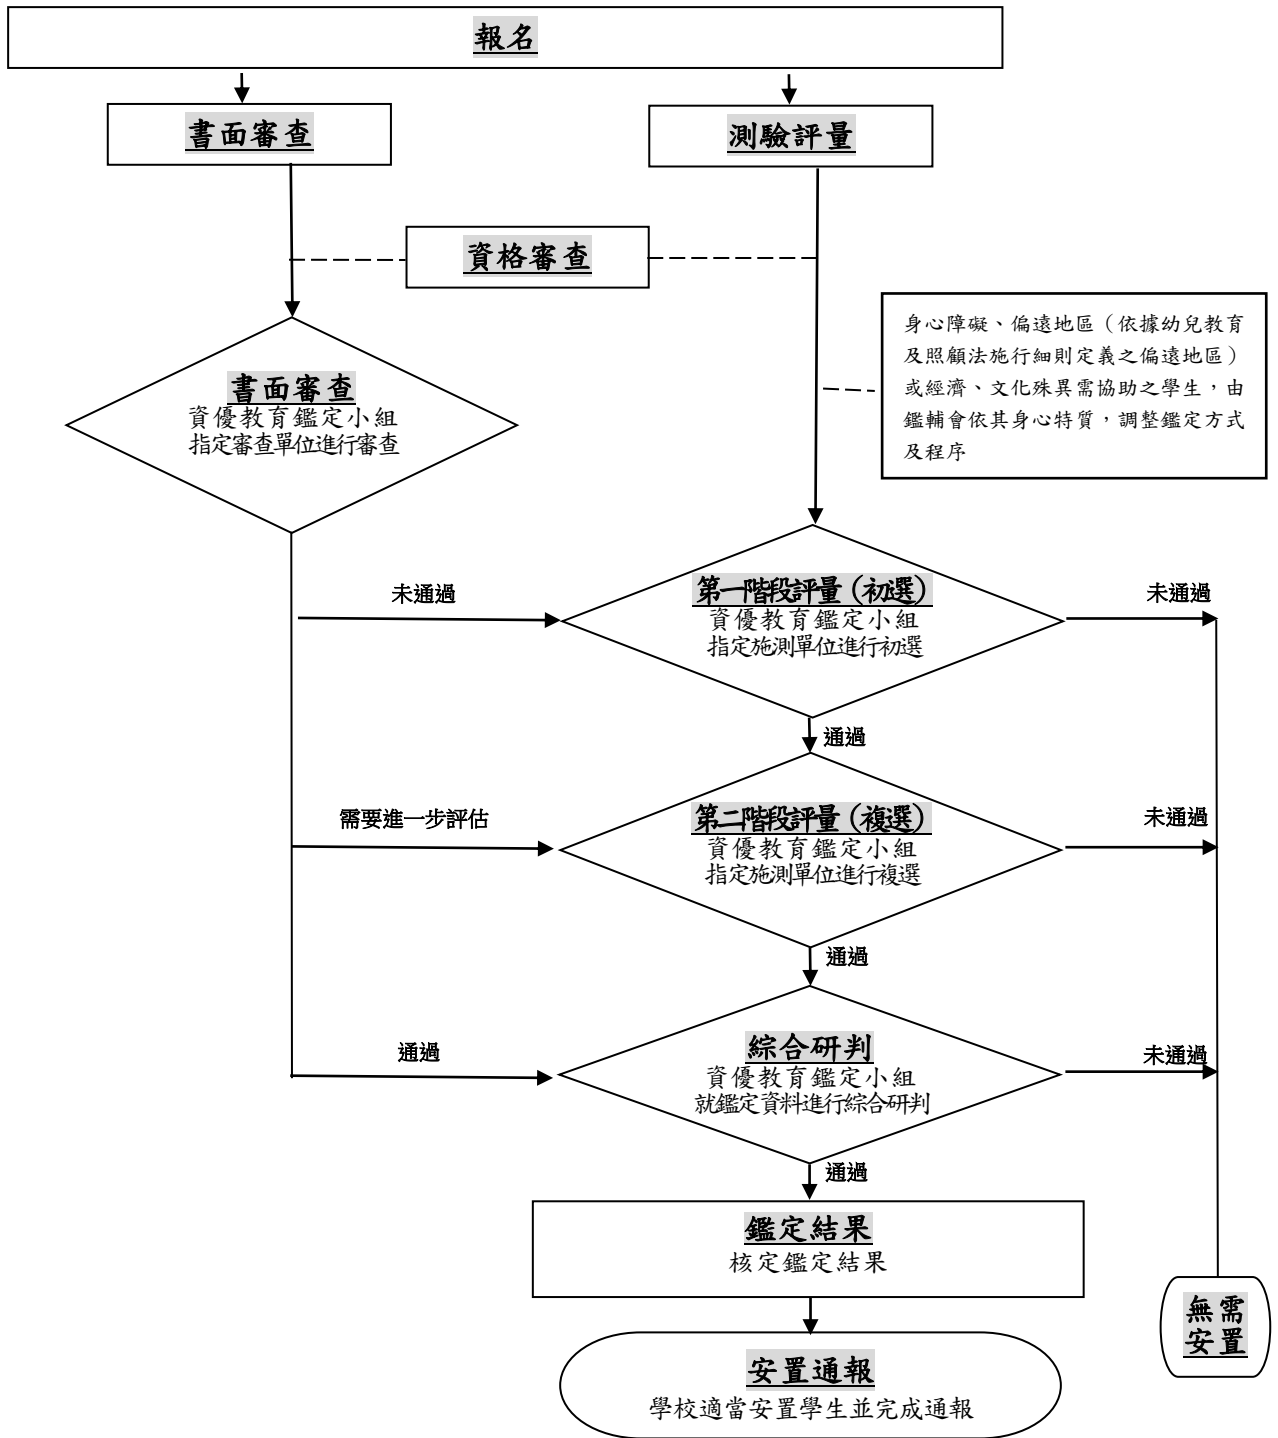 報名
書面審查
測驗評量
資格審查
身心障礙、偏遠地區（依據幼兒教育
及照顧法施行細則定義之偏遠地區）
或經濟、文化殊異需協助之學生，由
鑑輔會依其身心特質，調整鑑定方式
及程序
書面審查
資優教育鑑定小組
指定審查單位進行審查
未通過
第一階段評量(初選)
資優教育鑑定小組
指定施測單位進行初選
未通過
通過
需要進一步評估
第二階段評量(複選)
資優教育鑑定小組
指定施測單位進行複選
未通過
通過
通過
綜合研判
資優教育鑑定小組
就鑑定資料進行綜合研判
未通過
通過
鑑定結果
核定鑑定結果
無需
安置
安置通報
學校適當安置學生並完成通報